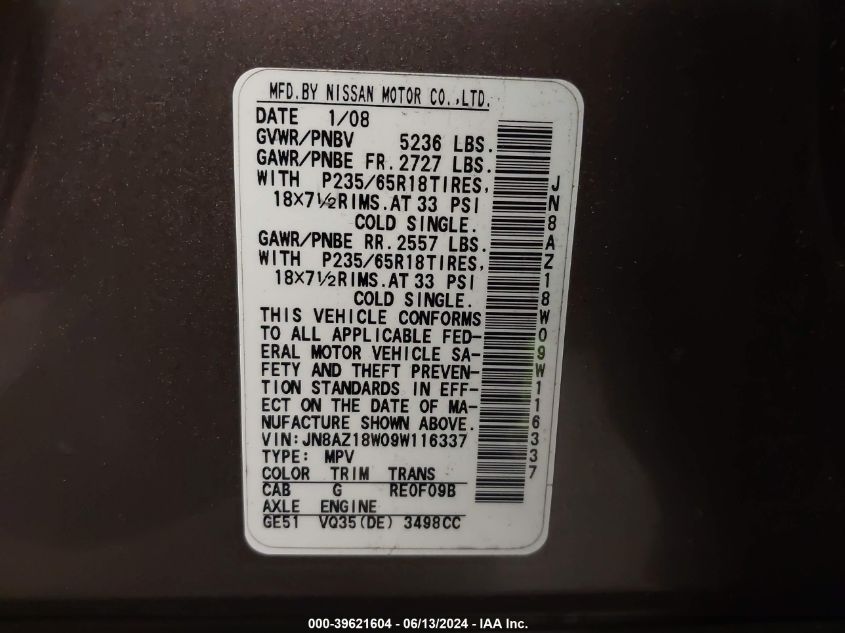 MFD.BY NISSAN MOTOR CO.,LTD.
DATE 1/08
GVWR/PNBV 5236 LBS.
GAWR/PNBE FR.2727 LBS.
WITH P235/65R18TIRES,
18×7½RIMS.AT 33 PSI
COLD SINGLE.
GAWR/PNBE RR.2557 LBS.
WITH P235/65R18TIRES,
18×7½RIMS.AT 33 PSI
COLD SINGLE.
THIS VEHICLE CONFORMS
TO ALL APPLICABLE FED-
ERAL MOTOR VEHICLE SA-
FETY AND THEFT PREVEN-
TION STANDARDS IN EFF-
ECT ON THE DATE OF MA-
NUFACTURE SHOWN ABOVE.
VIN:JN8AZ18W09W116337
TYPE: MPV
COLOR TRIM TRANS
CAB G RE0F09B
AXLE ENGINE
GE51 VQ35(DE) 3498CC
JN8AZ18W09W116337
000-39621604 - 06/13/2024 - IAA Inc.